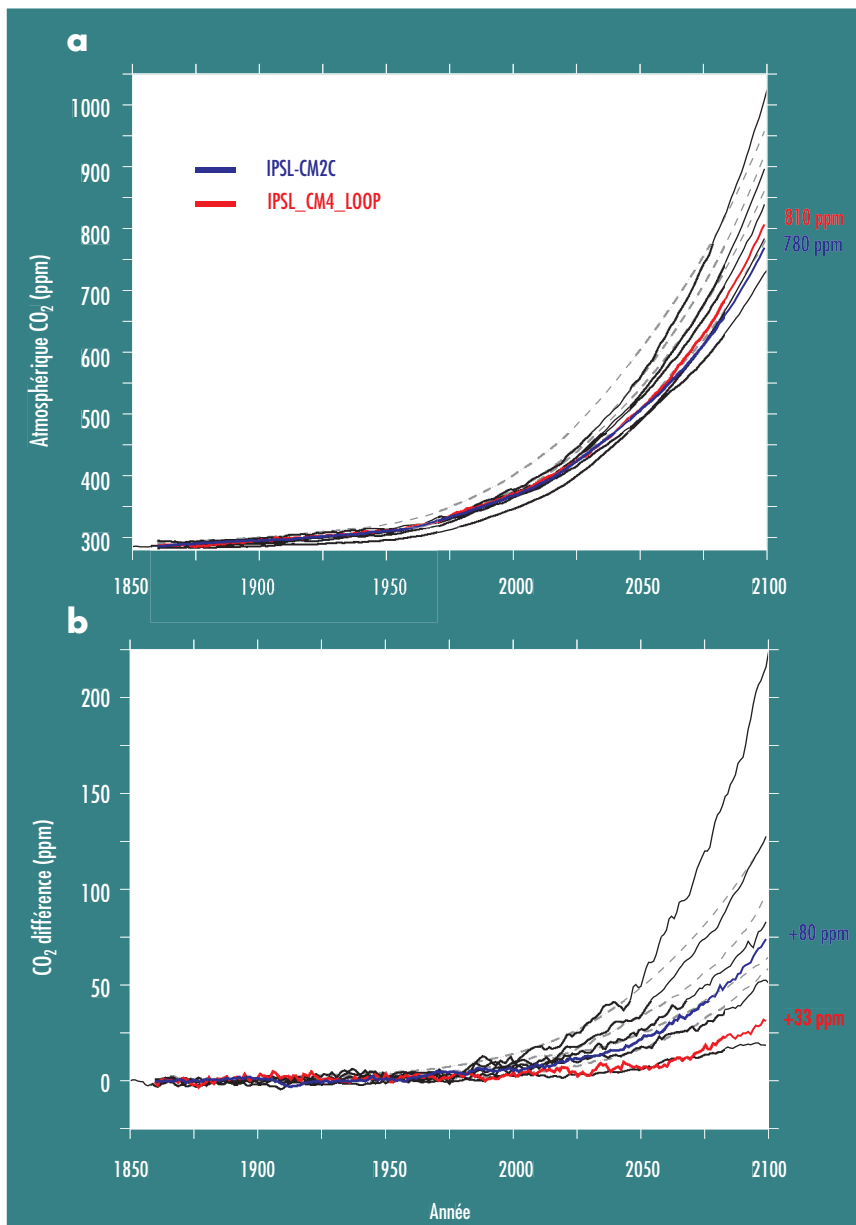 a
1000
900
800
700
600
500
400
300
Atmosphérique CO₂ (ppm)
IPSL-CM2C
IPSL_CM4_LOOP
810 ppm
780 ppm
1850 1900 1950 2000 2050 2100
b
200
150
100
50
0
CO₂ différence (ppm)
+80 ppm
+33 ppm
1850 1900 1950 2000 2050 2100
Année